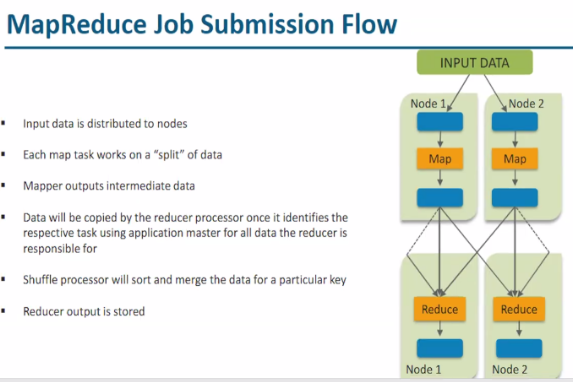 MapReduce Job Submission Flow
INPUT DATA
Node 1
Node 2
▪ Input data is distributed to nodes
▪ Each map task works on a "split" of data
▪ Mapper outputs intermediate data
▪ Data will be copied by the reducer processor once it identifies the
respective task using application master for all data the reducer is
responsible for
▪ Shuffle processor will sort and merge the data for a particular key
▪ Reducer output is stored
Map
Map
Reduce
Reduce
Node 1
Node 2